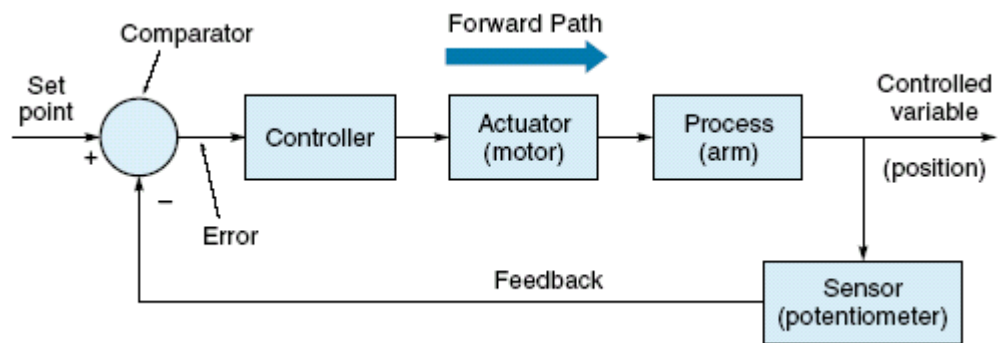 Forward Path
Comparator
Set
point
+
−
Error
Controller
Actuator
(motor)
Process
(arm)
Controlled
variable
(position)
Feedback
Sensor
(potentiometer)